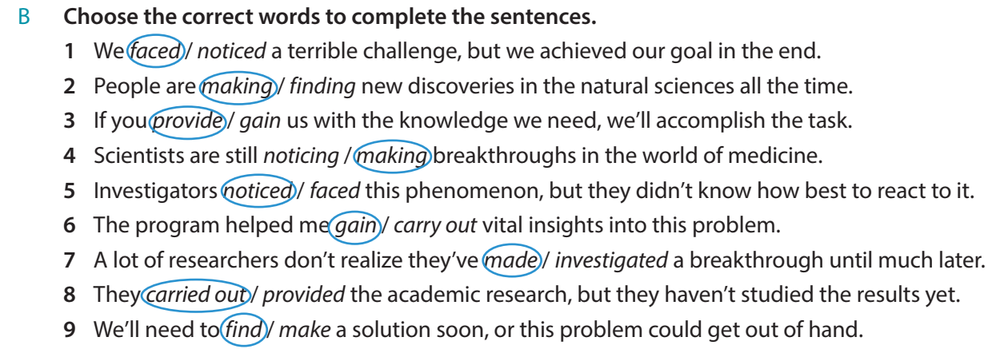 B Choose the correct words to complete the sentences.
1 We faced / noticed a terrible challenge, but we achieved our goal in the end.
2 People are making / finding new discoveries in the natural sciences all the time.
3 If you provide / gain us with the knowledge we need, we’ll accomplish the task.
4 Scientists are still noticing / making breakthroughs in the world of medicine.
5 Investigators noticed / faced this phenomenon, but they didn’t know how best to react to it.
6 The program helped me gain / carry out vital insights into this problem.
7 A lot of researchers don’t realize they’ve made / investigated a breakthrough until much later.
8 They carried out / provided the academic research, but they haven’t studied the results yet.
9 We’ll need to find / make a solution soon, or this problem could get out of hand.